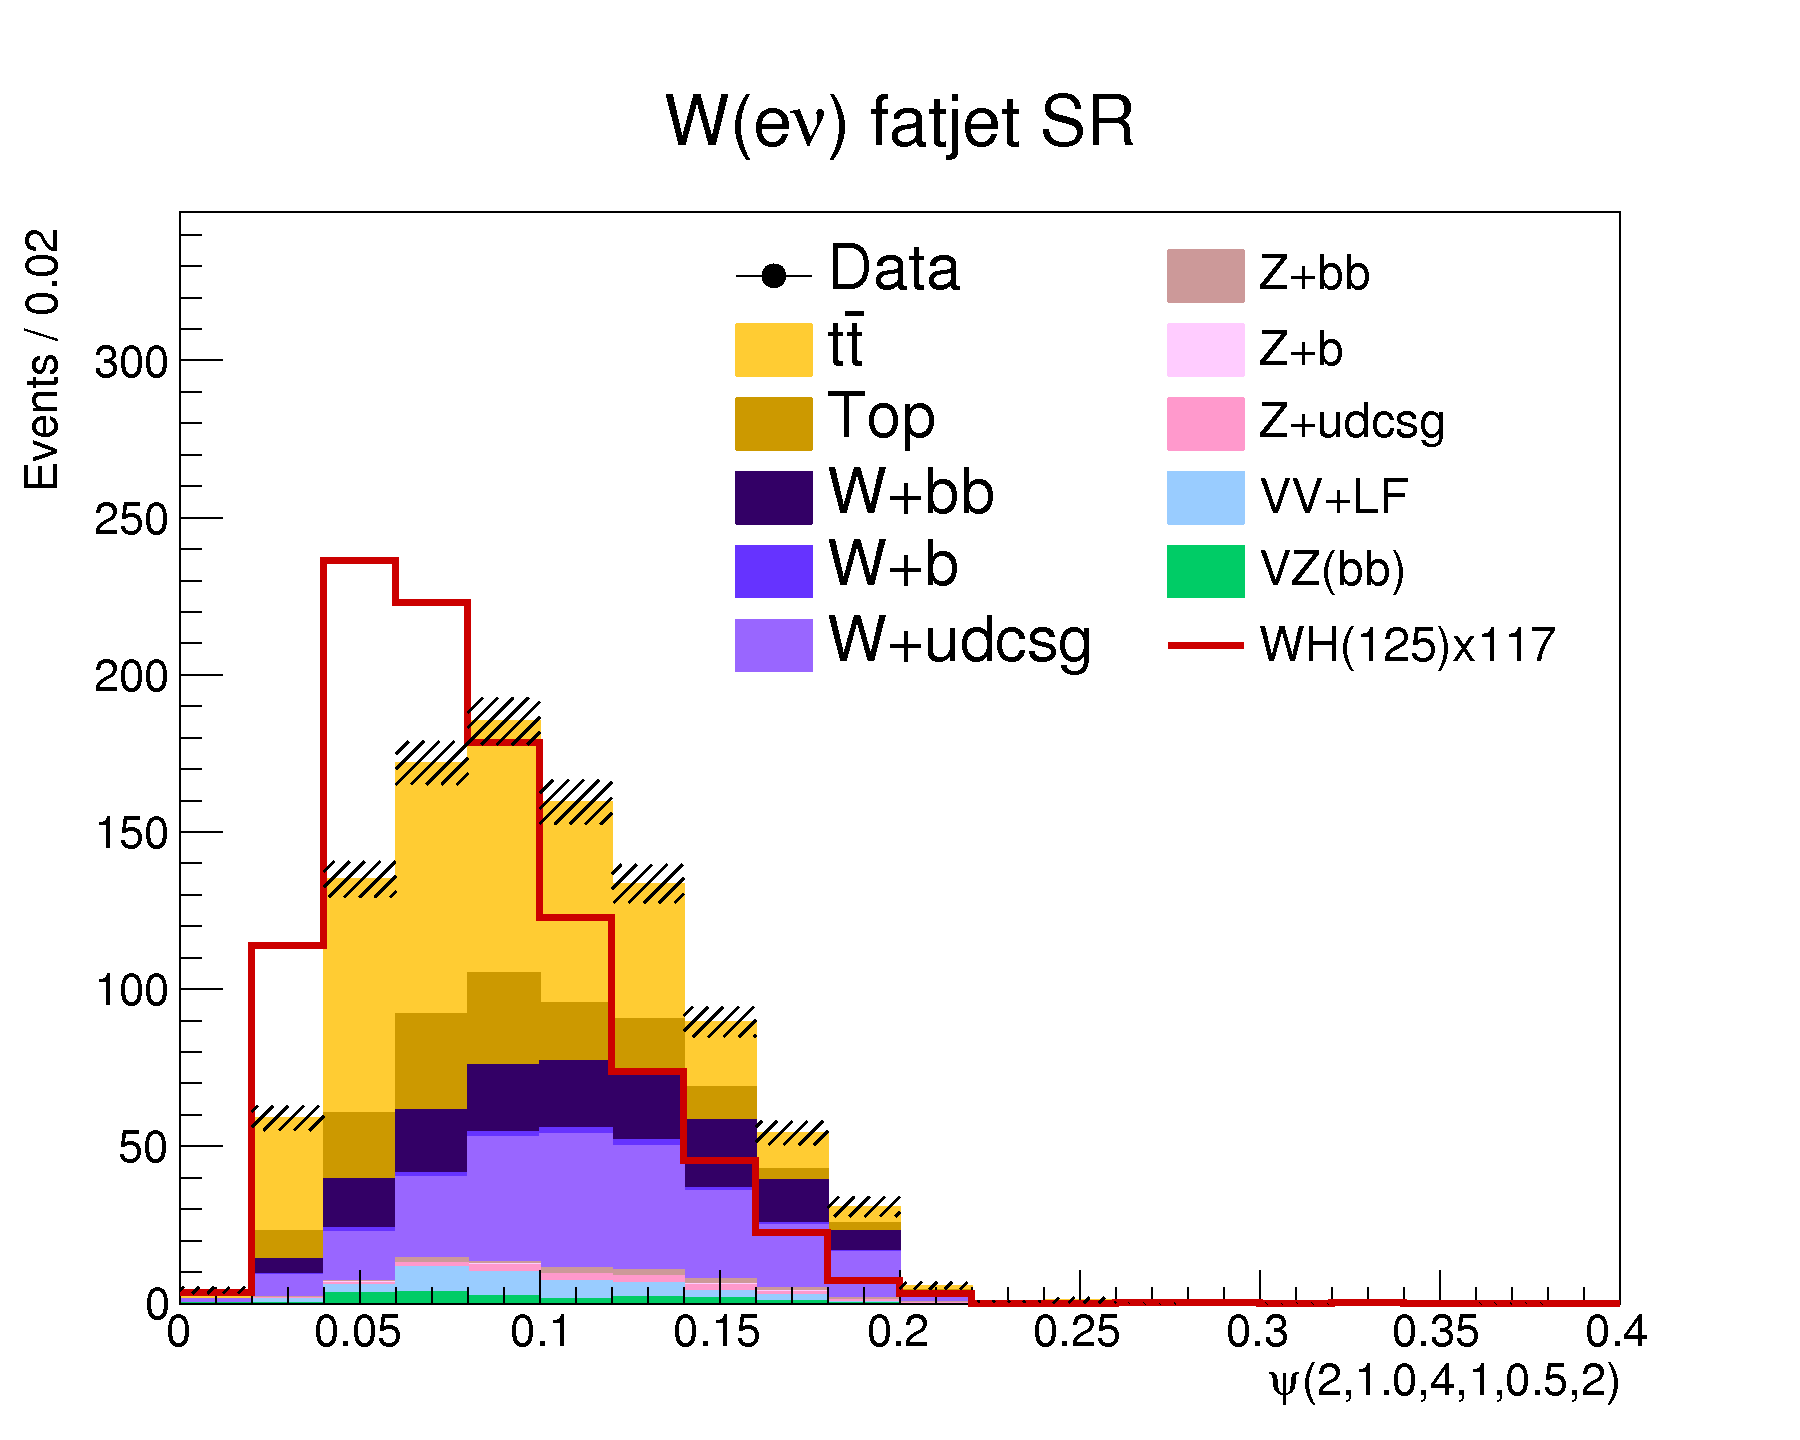 W(eν) fatjet SR
Events / 0.02
300
250
200
150
100
50
0
Data
tt̄
Top
W+bb
W+b
W+udcsg
Z+bb
Z+b
Z+udcsg
VV+LF
VZ(bb)
WH(125)x117
0 0.05 0.1 0.15 0.2 0.25 0.3 0.35 0.4
ψ(2,1.0,4,1,0.5,2)